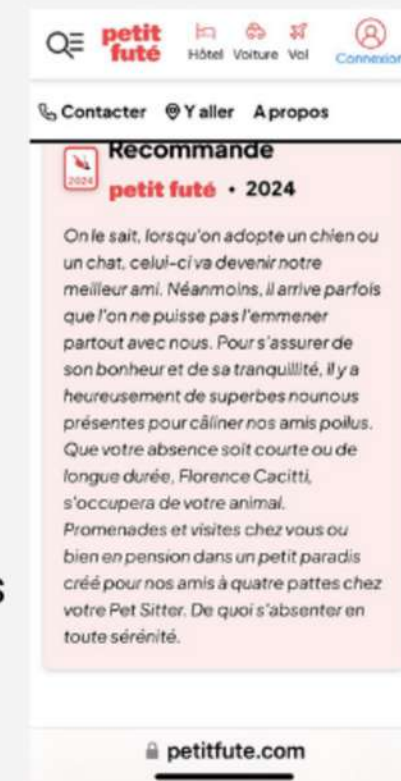 petit futé
Hôtel Voiture Vol Connexion
Contacter Y aller A propos
Recommandé
2024
petit futé • 2024
On le sait, lorsqu'on adopte un chien ou
un chat, celui-ci va devenir notre
meilleur ami. Néanmoins, il arrive parfois
que l'on ne puisse pas l'emmener
partout avec nous. Pour s'assurer de
son bonheur et de sa tranquillité, il y a
heureusement de superbes nounous
présentes pour câliner nos amis poilus.
Que votre absence soit courte ou de
longue durée, Florence Cacitti,
s'occupera de votre animal.
Promenades et visites chez vous ou
bien en pension dans un petit paradis
créé pour nos amis à quatre pattes chez
votre Pet Sitter. De quoi s'absenter en
toute sérénité.
s
petitfute.com